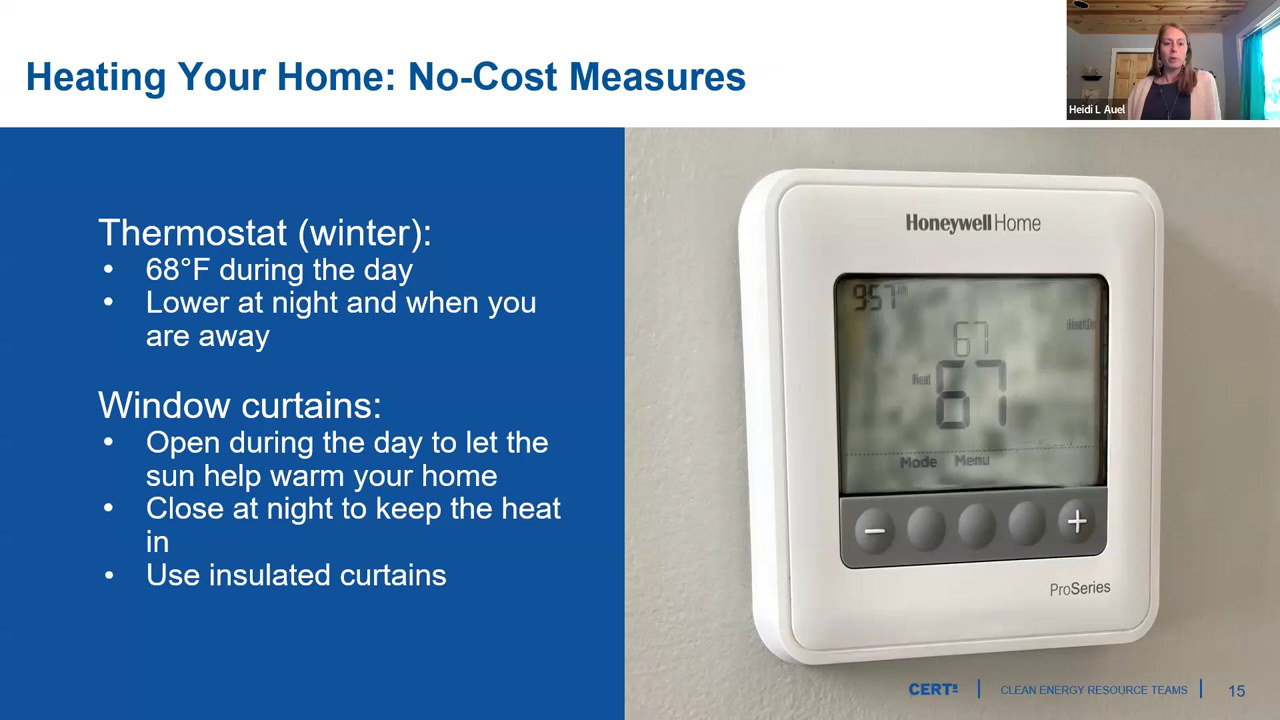 Heating Your Home: No-Cost Measures
Heidi L Auel
Thermostat (winter):
• 68°F during the day
• Lower at night and when you
are away
Window curtains:
• Open during the day to let the
sun help warm your home
• Close at night to keep the heat
in
• Use insulated curtains
Honeywell Home
9:57
67
Heat
67
Mode Menu
- +
ProSeries
CERTs | CLEAN ENERGY RESOURCE TEAMS | 15